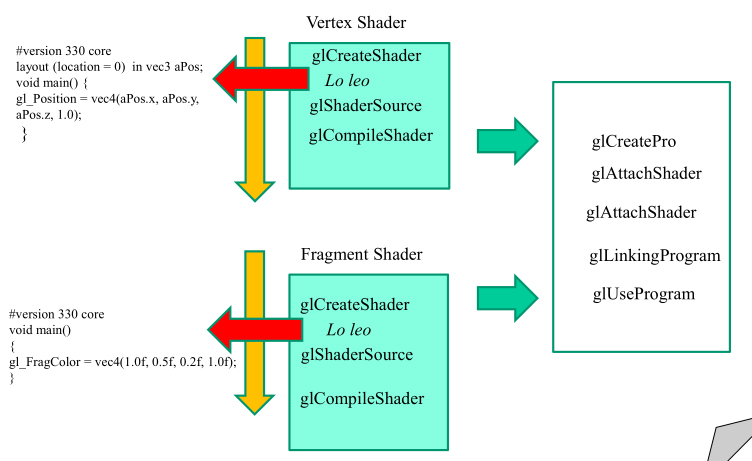 Vertex Shader
#version 330 core
layout (location = 0)  in vec3 aPos;
void main() {
gl_Position = vec4(aPos.x, aPos.y,
aPos.z, 1.0);
}
glCreateShader
Lo leo
glShaderSource
glCompileShader
Fragment Shader
#version 330 core
void main()
{
gl_FragColor = vec4(1.0f, 0.5f, 0.2f, 1.0f);
}
glCreateShader
Lo leo
glShaderSource
glCompileShader
glCreatePro
glAttachShader
glAttachShader
glLinkingProgram
glUseProgram